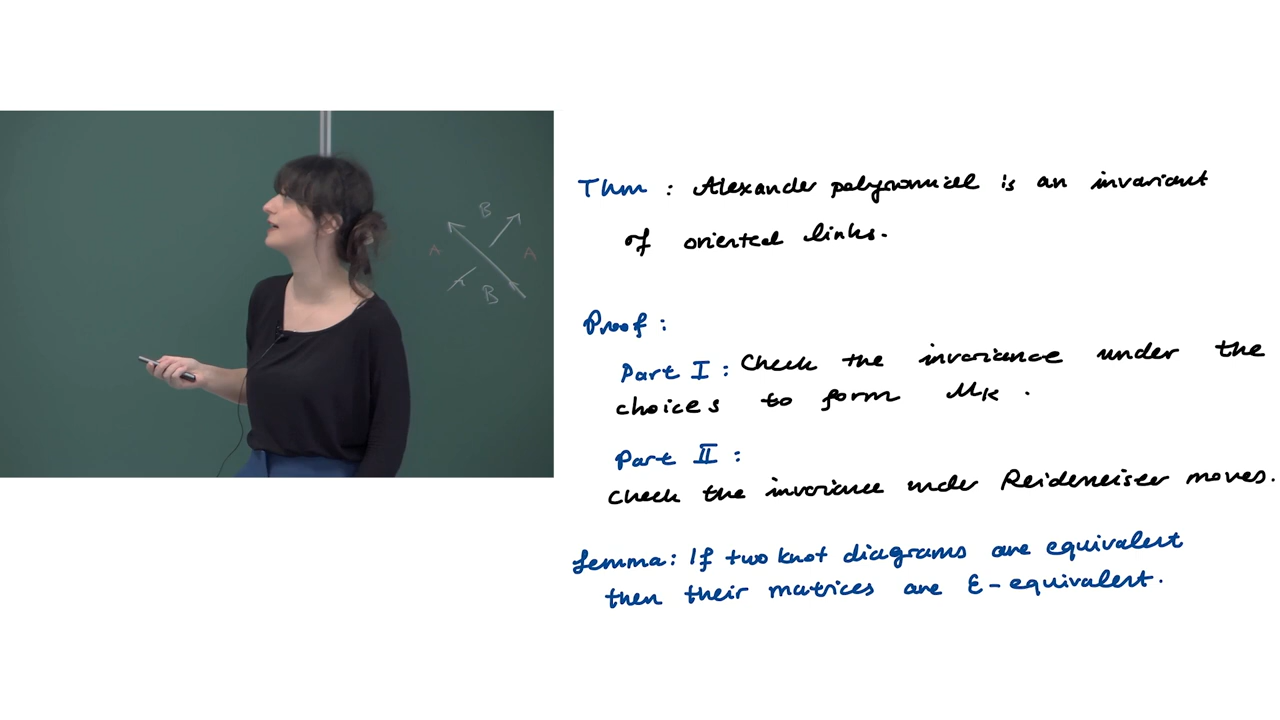 B
A A
B
Thm : Alexander polynomial is an invariant
of oriented links.
Proof :
Part I : Check the invariance under the
choices to form M_K .
Part II :
Check the invariance under Reidemeister moves.
Lemma: If two knot diagrams are equivalent
then their matrices are ε-equivalent.